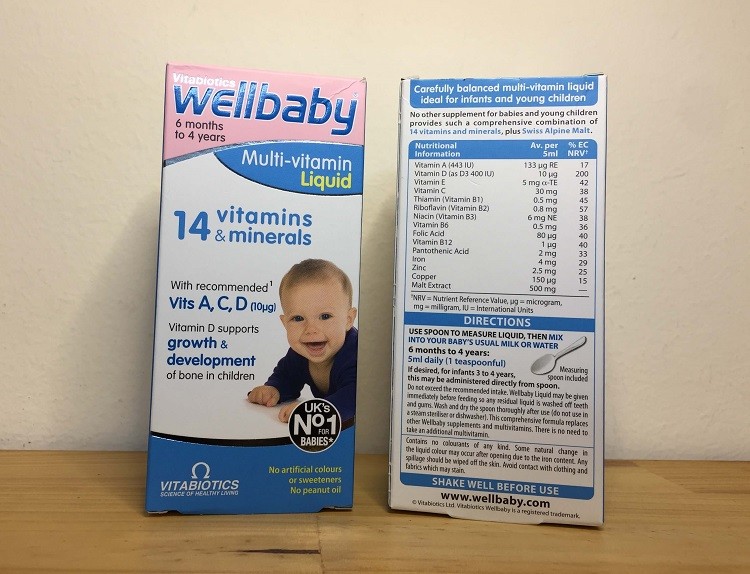 Vitabiotics
wellbaby
6 months
to 4 years
Multi-vitamin
Liquid
14 vitamins
& minerals
With recommended¹
Vits A, C, D (10µg)
Vitamin D supports
growth &
development
of bone in children
UK's
Nº1
FOR
BABIES*
VITABIOTICS
SCIENCE OF HEALTHY LIVING
No artificial colours
or sweeteners
No peanut oil
Carefully balanced multi-vitamin liquid
ideal for infants and young children
No other supplement for babies and young children
provides such a comprehensive combination of
14 vitamins and minerals, plus Swiss Alpine Malt.
Nutritional Av. per % EC
Information 5ml NRV†
Vitamin A (443 IU) 133 µg RE 17
Vitamin D (as D3 400 IU) 10 µg 200
Vitamin E 5 mg α-TE 42
Vitamin C 30 mg 38
Thiamin (Vitamin B1) 0.5 mg 45
Riboflavin (Vitamin B2) 0.8 mg 57
Niacin (Vitamin B3) 6 mg NE 38
Vitamin B6 0.5 mg 36
Folic Acid 80 µg 40
Vitamin B12 1 µg 40
Pantothenic Acid 2 mg 33
Iron 4 mg 29
Zinc 2.5 mg 25
Copper 150 µg 15
Malt Extract 500 mg —
†NRV = Nutrient Reference Value, µg = microgram,
mg = milligram, IU = International Units
DIRECTIONS
USE SPOON TO MEASURE LIQUID, THEN MIX
INTO YOUR BABY'S USUAL MILK OR WATER
6 months to 4 years:
5ml daily (1 teaspoonful)
Measuring
spoon included
If desired, for infants 3 to 4 years,
this may be administered directly from spoon.
Do not exceed the recommended intake. Wellbaby Liquid may be given
immediately before feeding so any residual liquid is washed off teeth
and gums. Wash and dry the spoon thoroughly after use (do not use in
a steam steriliser or dishwasher). This comprehensive formula replaces
other Wellbaby supplements and multivitamins. There is no need to
take an additional multivitamin.
Contains no colourants of any kind. Some natural change in
the liquid colour may occur after opening due to the iron content. Any
spillage should be wiped off the skin. Avoid contact with clothing and
fabrics which may stain.
SHAKE WELL BEFORE USE
www.wellbaby.com
© Vitabiotics Ltd. Vitabiotics Wellbaby is a registered trademark.